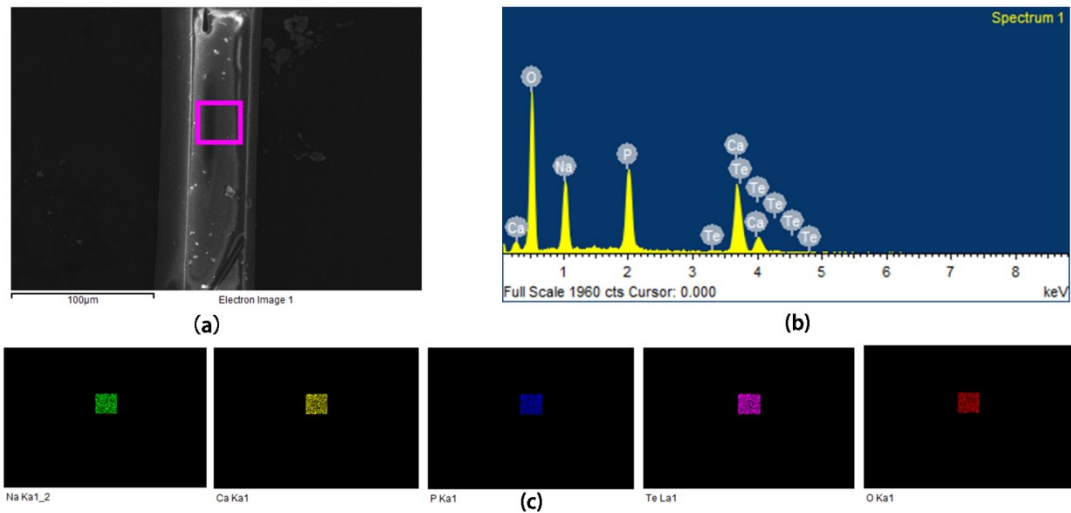 100μm
Electron Image 1
(a)
Spectrum 1
O
Na
P
Ca
Te
Te
Te
Te
Ca
Ca
Te
Te
1 2 3 4 5 6 7 8
Full Scale 1960 cts Cursor: 0.000
keV
(b)
Na Ka1_2
Ca Ka1
P Ka1
Te La1
O Ka1
(c)